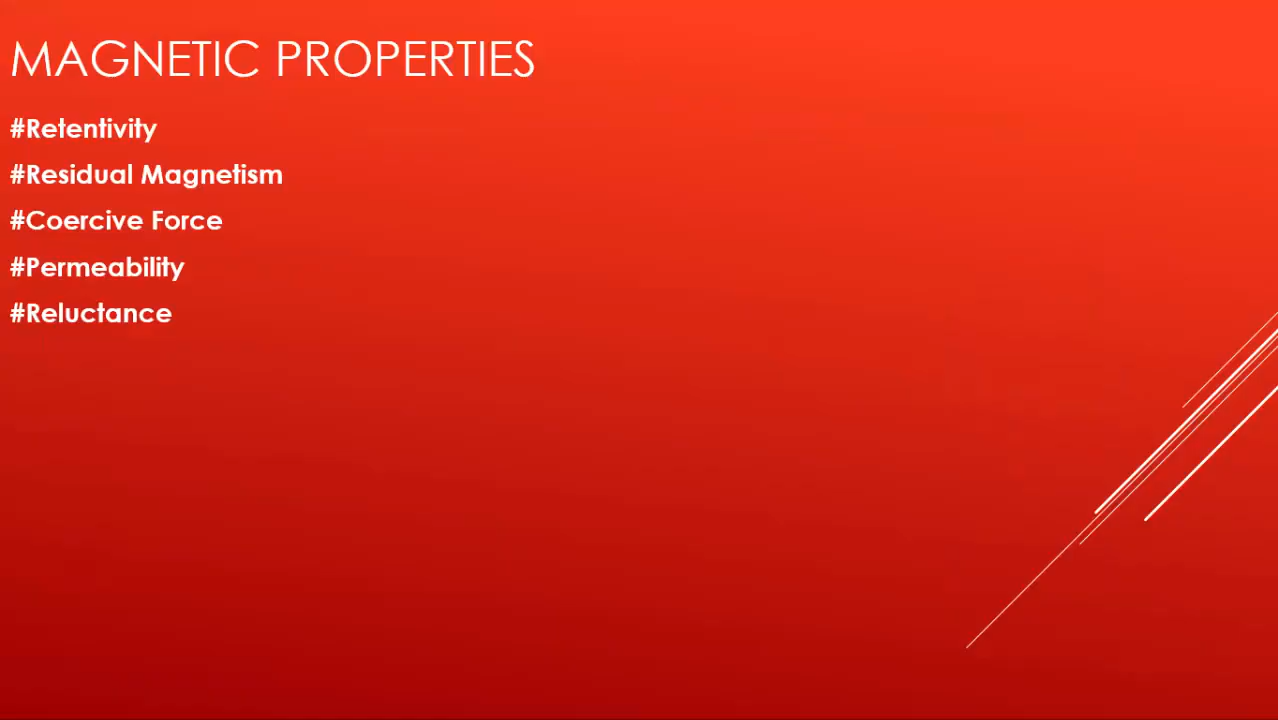 MAGNETIC PROPERTIES
#Retentivity
#Residual Magnetism
#Coercive Force
#Permeability
#Reluctance